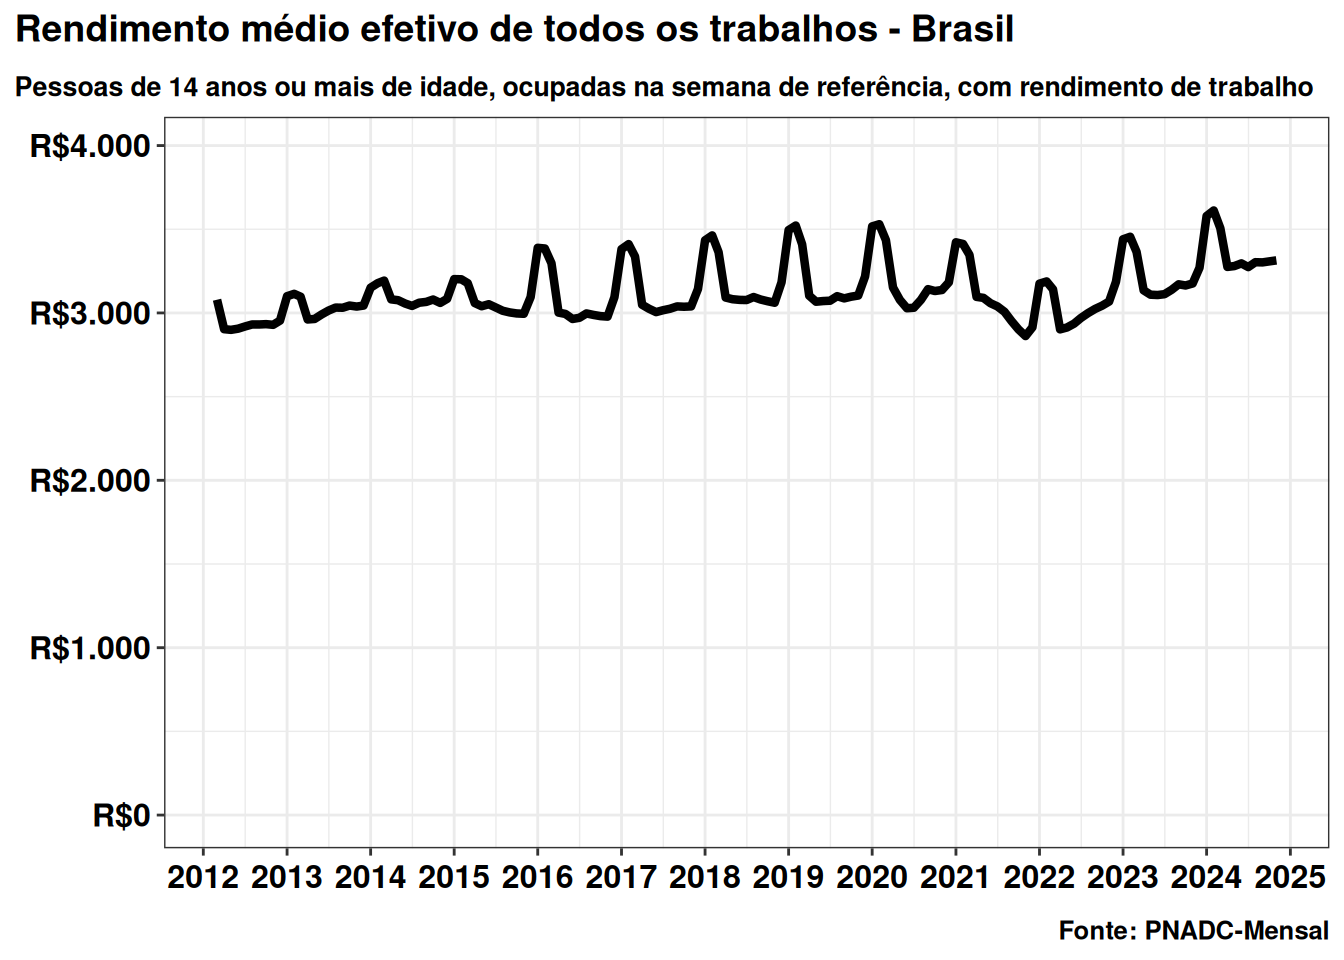 Rendimento médio efetivo de todos os trabalhos - Brasil
Pessoas de 14 anos ou mais de idade, ocupadas na semana de referência, com rendimento de trabalho
R$4.000
R$3.000
R$2.000
R$1.000
R$0
2012 2013 2014 2015 2016 2017 2018 2019 2020 2021 2022 2023 2024 2025
Fonte: PNADC-Mensal